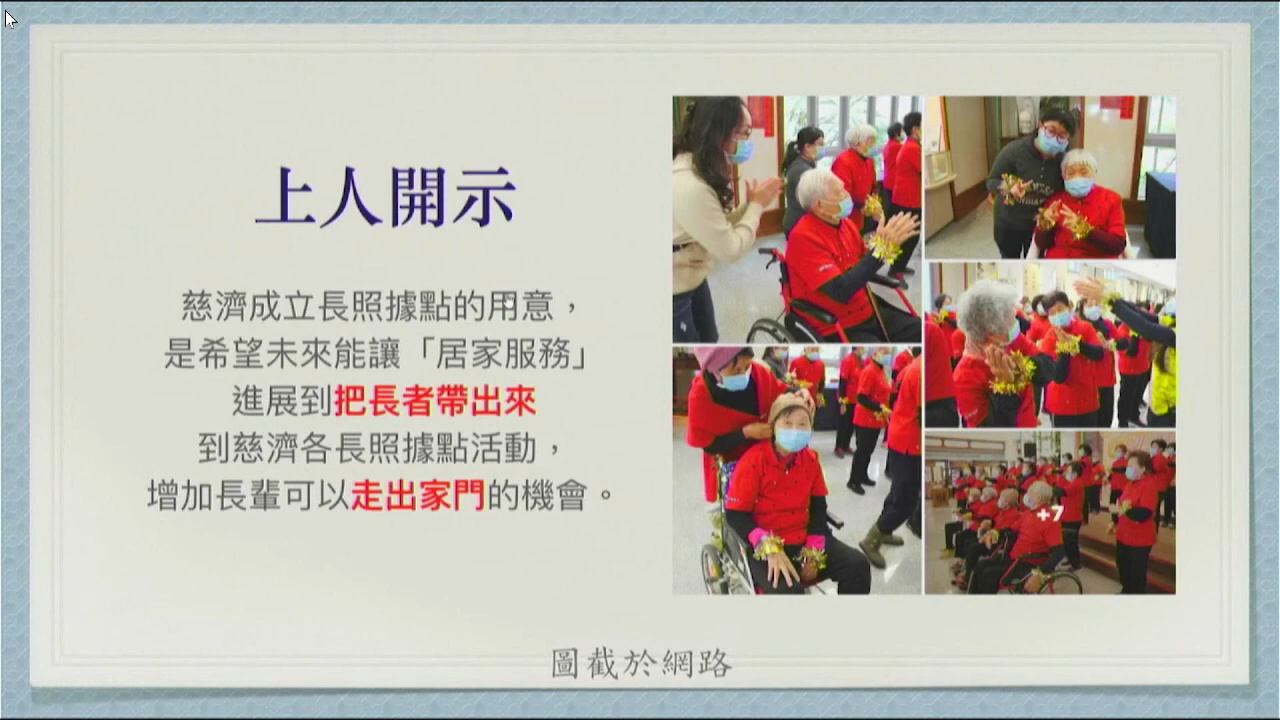 上人開示
慈濟成立長照據點的用意，
是希望未來能讓「居家服務」
進展到把長者帶出來
到慈濟各長照據點活動，
增加長輩可以走出家門的機會。
+7
圖截於網路